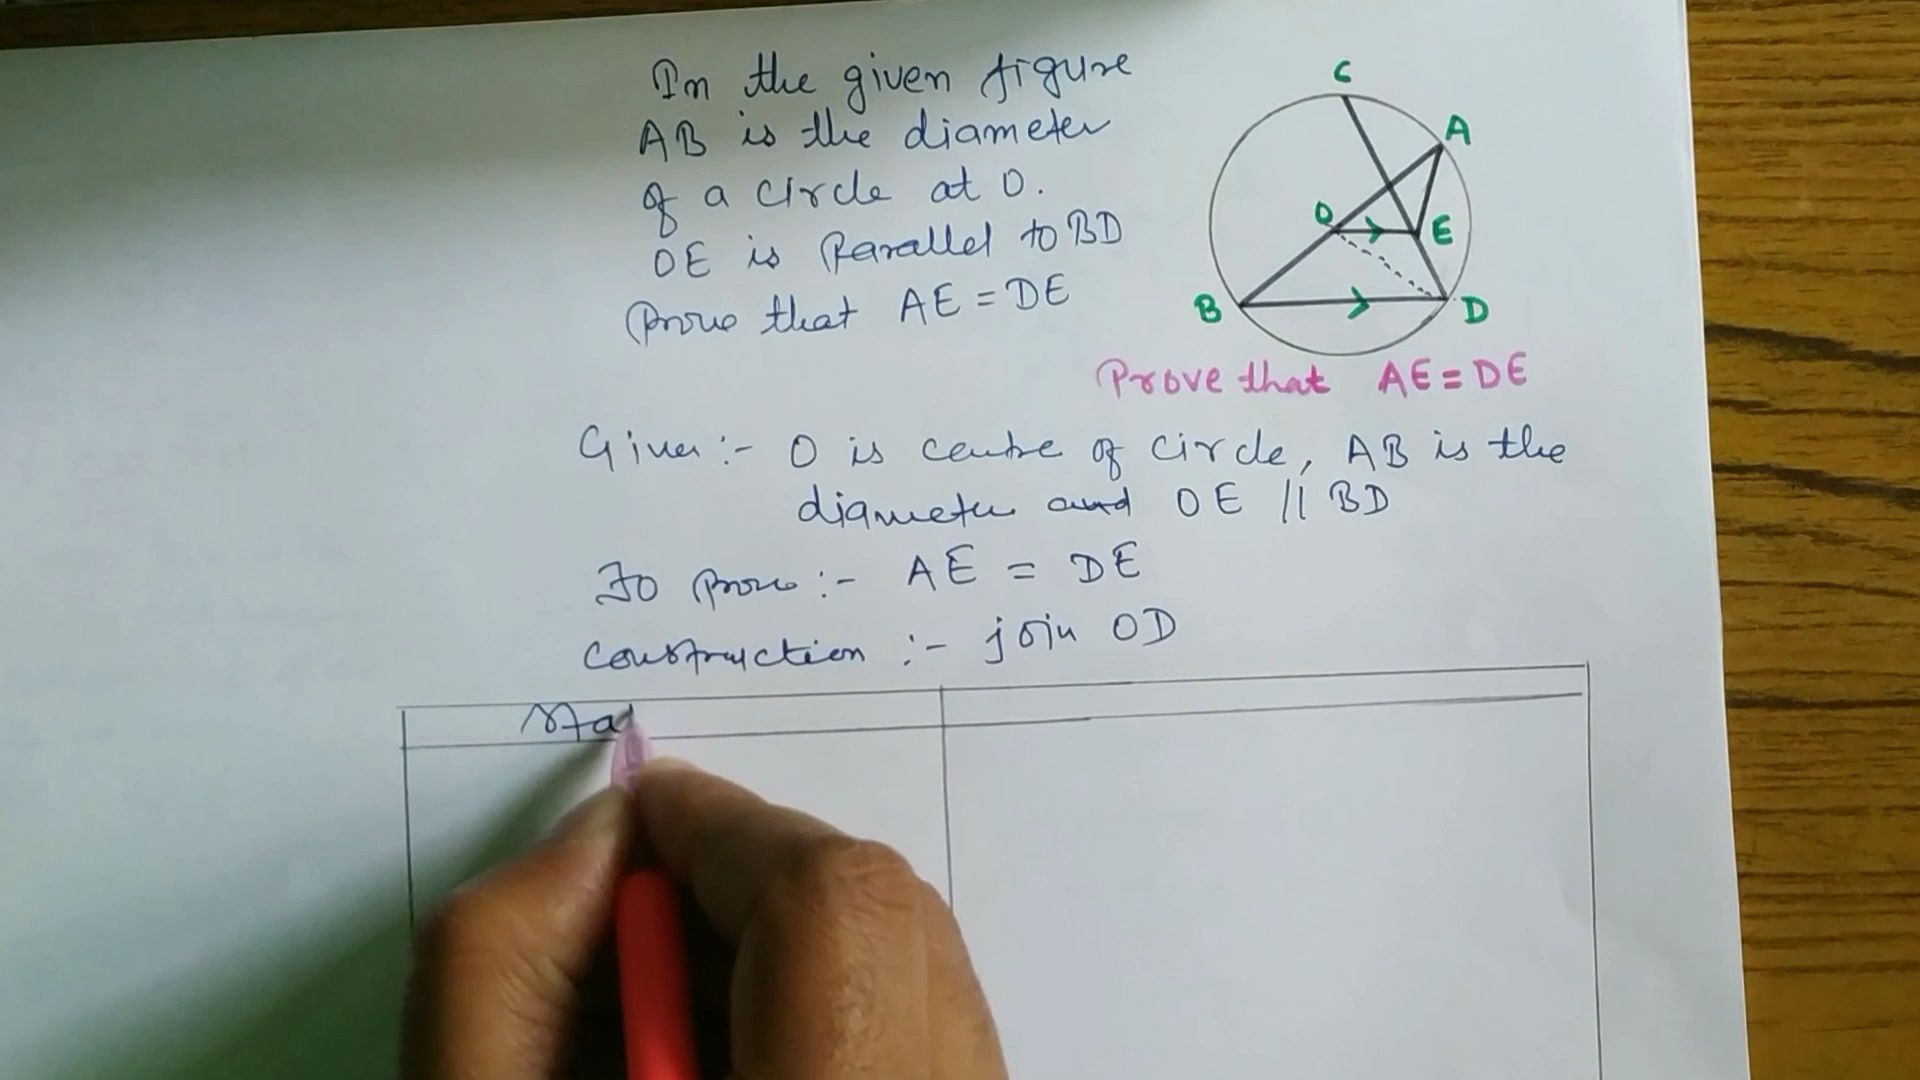 In the given figure
AB is the diameter
of a circle at O.
OE is Parallel to BD
Prove that AE = DE
C
A
O
E
B
D
Prove that AE = DE
Given :- O is centre of circle, AB is the
diameter and OE // BD
To prove :- AE = DE
construction :- join OD